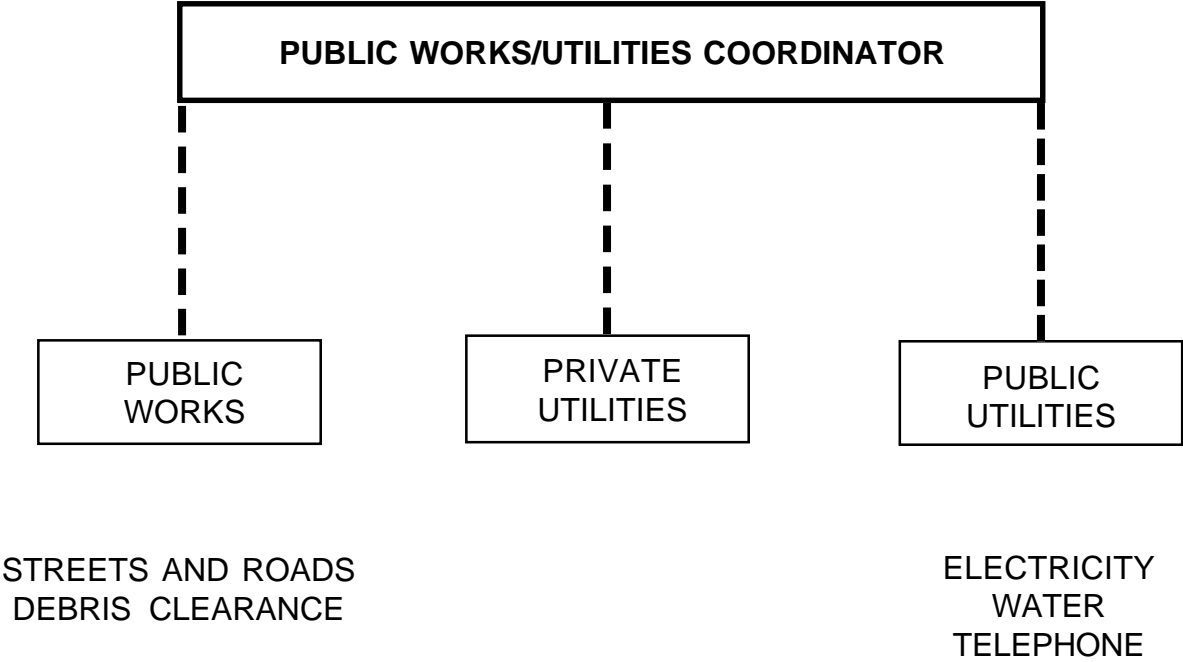 PUBLIC WORKS/UTILITIES COORDINATOR
PUBLIC
WORKS
PRIVATE
UTILITIES
PUBLIC
UTILITIES
STREETS AND ROADS
DEBRIS CLEARANCE
ELECTRICITY
WATER
TELEPHONE